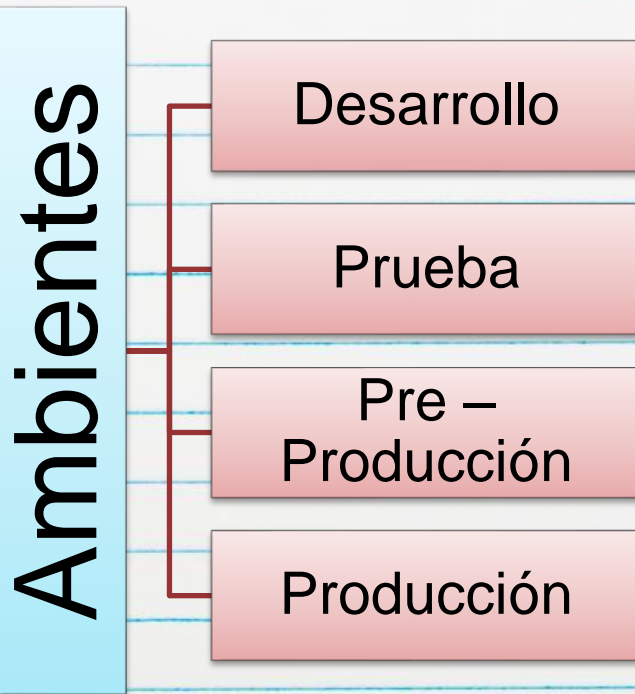 Ambientes
Desarrollo
Prueba
Pre –
Producción
Producción